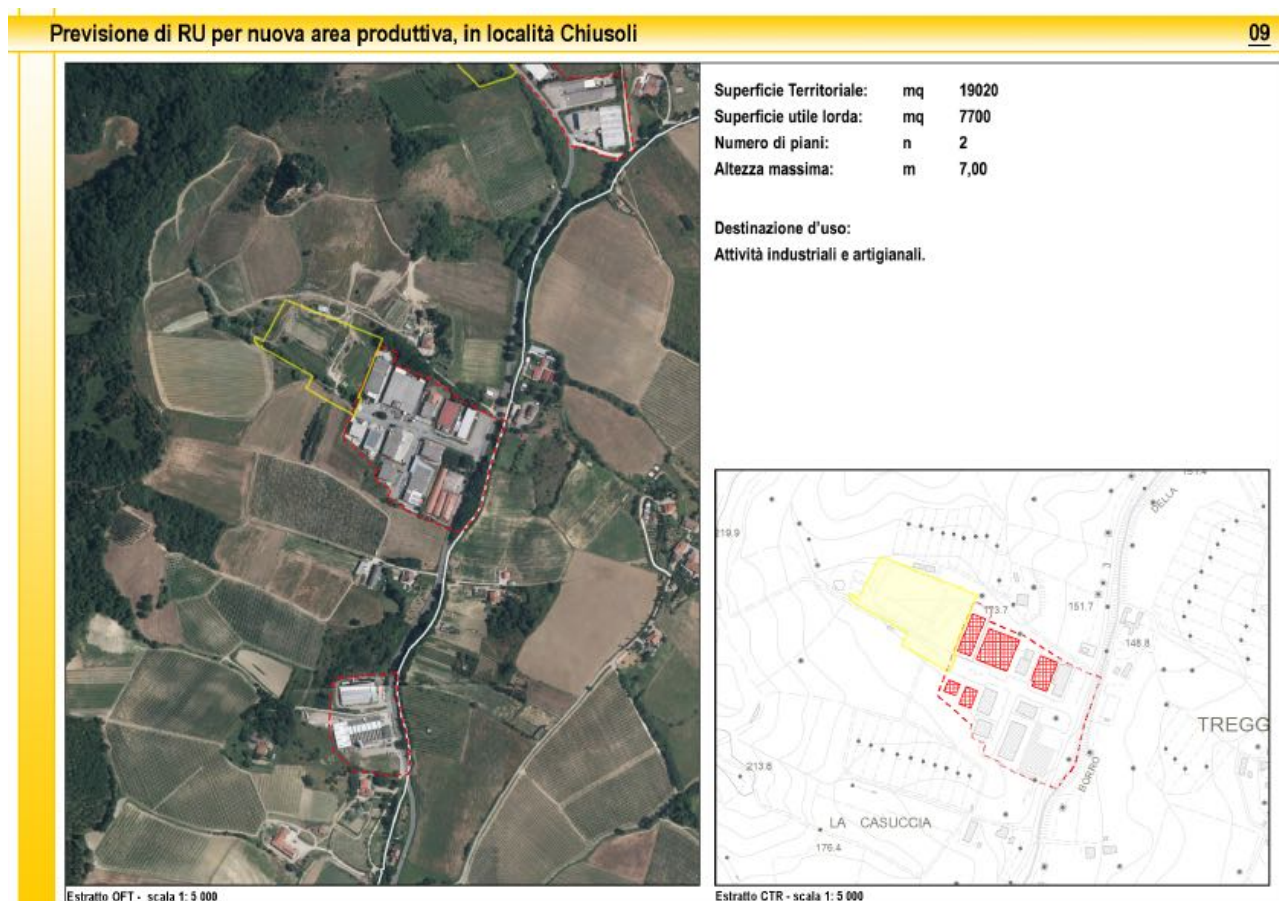 Previsione di RU per nuova area produttiva, in località Chiusoli
09
Superficie Territoriale: mq 19020
Superficie utile lorda: mq 7700
Numero di piani: n 2
Altezza massima: m 7,00
Destinazione d'uso:
Attività industriali e artigianali.
219.9
DELLA
173.7
151.7
148.8
TREGG
213.8
BORRO
LA CASUCCIA
176.4
Estratto OFT - scala 1: 5 000
Estratto CTR - scala 1: 5 000